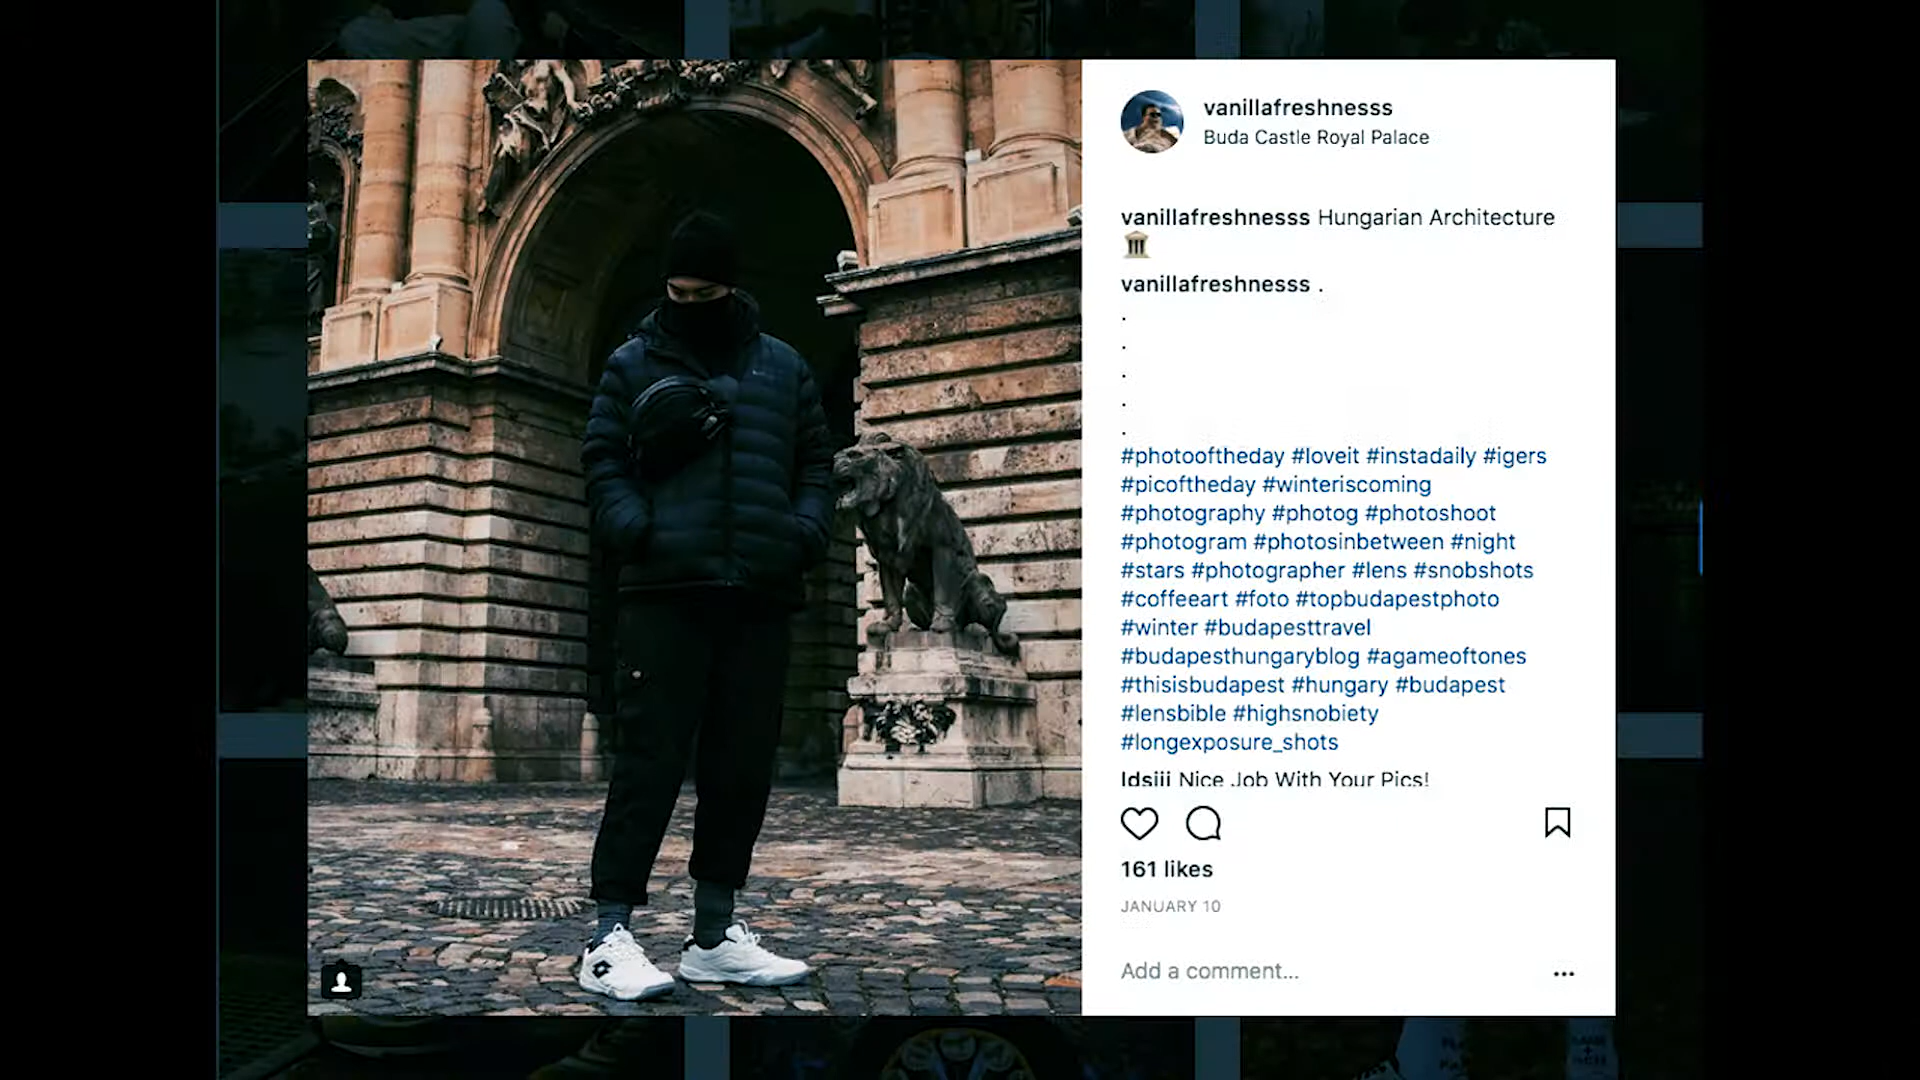 vanillafreshnesss
Buda Castle Royal Palace
vanillafreshnesss Hungarian Architecture
🏛
vanillafreshnesss .
.
.
.
.
.
#photooftheday #loveit #instadaily #igers
#picoftheday #winteriscoming
#photography #photog #photoshoot
#photogram #photosinbetween #night
#stars #photographer #lens #snobshots
#coffeeart #foto #topbudapestphoto
#winter #budapesttravel
#budapesthungaryblog #agameoftones
#thisisbudapest #hungary #budapest
#lensbible #highsnobiety
#longexposure_shots
ldsiii Nice Job With Your Pics!
161 likes
JANUARY 10
Add a comment...